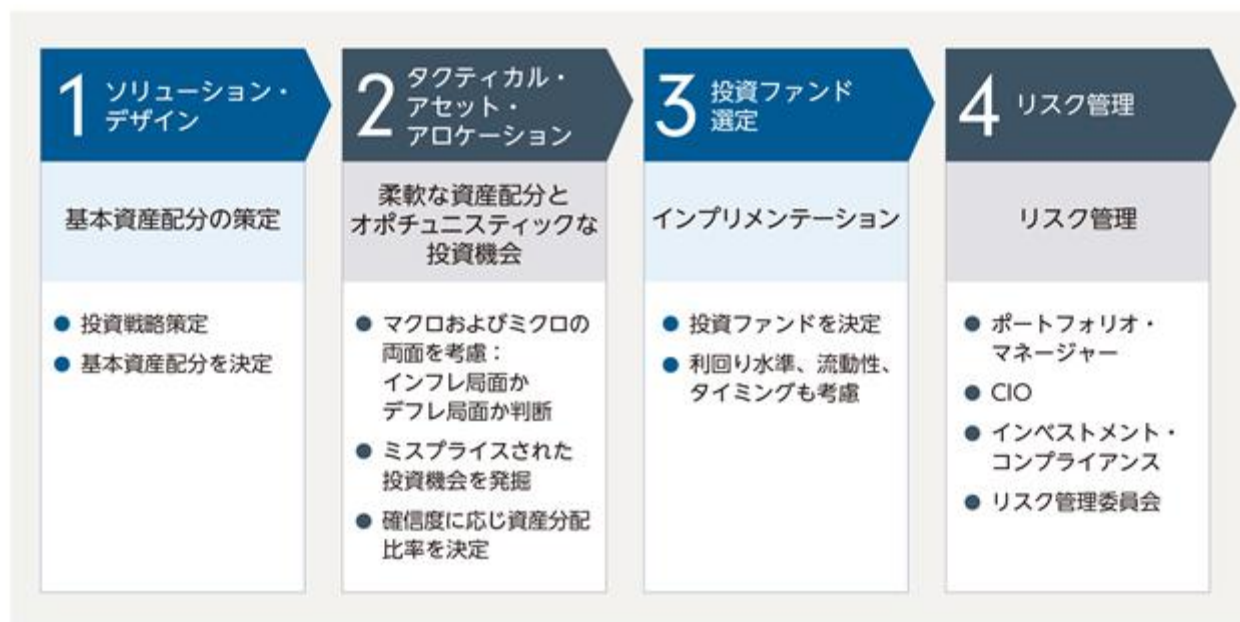 1 ソリューション・
デザイン
基本資産配分の策定
● 投資戦略策定
● 基本資産配分を決定
2 タクティカル・
アセット・
アロケーション
柔軟な資産配分と
オポチュニスティックな
投資機会
● マクロおよびミクロの
両面を考慮：
インフレ局面か
デフレ局面か判断
● ミスプライスされた
投資機会を発掘
● 確信度に応じ資産分配
比率を決定
3 投資ファンド
選定
インプリメンテーション
● 投資ファンドを決定
● 利回り水準、流動性、
タイミングも考慮
4 リスク管理
リスク管理
● ポートフォリオ・
マネージャー
● CIO
● インベストメント・
コンプライアンス
● リスク管理委員会